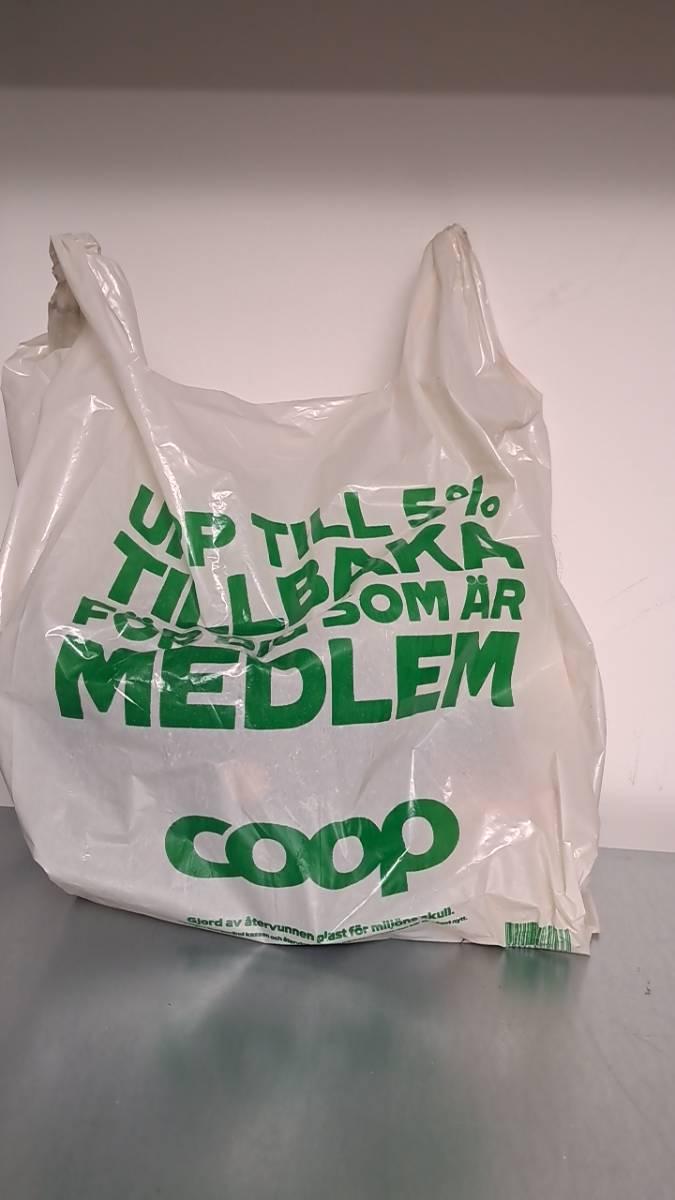 UPP TILL 5%
TILLBAKA
FÖR DIG SOM ÄR
MEDLEM
coop
Gjord av återvunnen plast för miljöns skull.